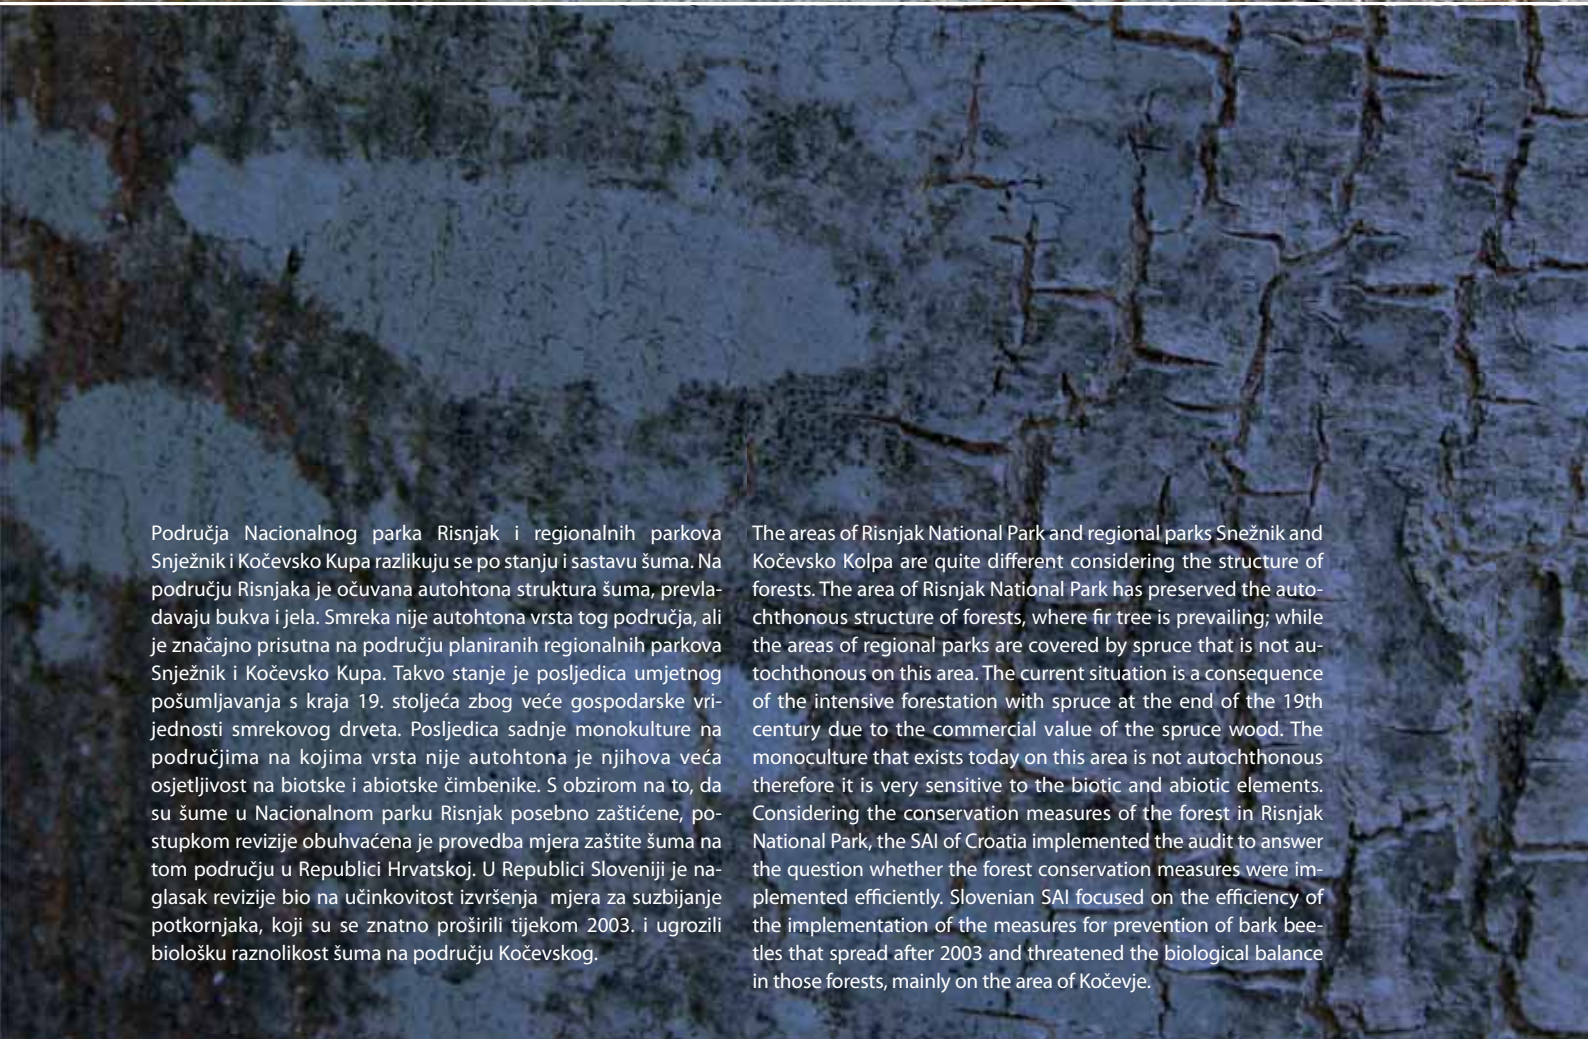 Područja Nacionalnog parka Risnjak i regionalnih parkova
Snježnik i Kočevsko Kupa razlikuju se po stanju i sastavu šuma. Na
području Risnjaka je očuvana autohtona struktura šuma, prevla-
davaju bukva i jela. Smreka nije autohtona vrsta tog područja, ali
je značajno prisutna na području planiranih regionalnih parkova
Snježnik i Kočevsko Kupa. Takvo stanje je posljedica umjetnog
pošumljavanja s kraja 19. stoljeća zbog veće gospodarske vri-
jednosti smrekovog drveta. Posljedica sadnje monokulture na
područjima na kojima vrsta nije autohtona je njihova veća
osjetljivost na biotske i abiotske čimbenike. S obzirom na to, da
su šume u Nacionalnom parku Risnjak posebno zaštićene, po-
stupkom revizije obuhvaćena je provedba mjera zaštite šuma na
tom području u Republici Hrvatskoj. U Republici Sloveniji je na-
glasak revizije bio na učinkovitost izvršenja mjera za suzbijanje
potkornjaka, koji su se znatno proširili tijekom 2003. i ugrozili
biološku raznolikost šuma na području Kočevskog.
The areas of Risnjak National Park and regional parks Snežnik and
Kočevsko Kolpa are quite different considering the structure of
forests. The area of Risnjak National Park has preserved the auto-
chthonous structure of forests, where fir tree is prevailing; while
the areas of regional parks are covered by spruce that is not au-
tochthonous on this area. The current situation is a consequence
of the intensive forestation with spruce at the end of the 19th
century due to the commercial value of the spruce wood. The
monoculture that exists today on this area is not autochthonous
therefore it is very sensitive to the biotic and abiotic elements.
Considering the conservation measures of the forest in Risnjak
National Park, the SAI of Croatia implemented the audit to answer
the question whether the forest conservation measures were im-
plemented efficiently. Slovenian SAI focused on the efficiency of
the implementation of the measures for prevention of bark bee-
tles that spread after 2003 and threatened the biological balance
in those forests, mainly on the area of Kočevje.